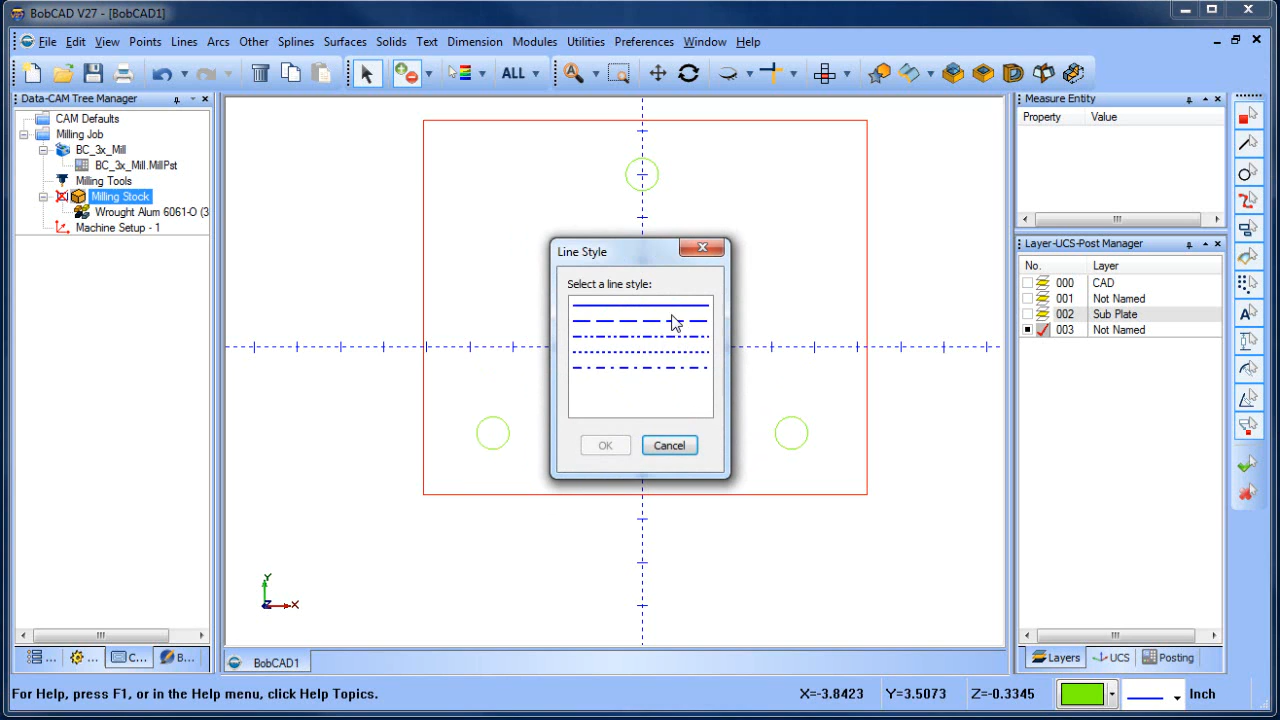 BobCAD V27 - [BobCAD1]
File Edit View Points Lines Arcs Other Splines Surfaces Solids Text Dimension Modules Utilities Preferences Window Help
ALL
Data-CAM Tree Manager
CAM Defaults
Milling Job
BC_3x_Mill
BC_3x_Mill.MillPst
Milling Tools
Milling Stock
Wrought Alum 6061-O (3
Machine Setup - 1
... ... C... B...
Line Style
Select a line style:
OK Cancel
Y
Z X
BobCAD1
Measure Entity
Property Value
Layer-UCS-Post Manager
No. Layer
000 CAD
001 Not Named
002 Sub Plate
003 Not Named
Layers UCS Posting
For Help, press F1, or in the Help menu, click Help Topics. X=-3.8423 Y=3.5073 Z=-0.3345 Inch